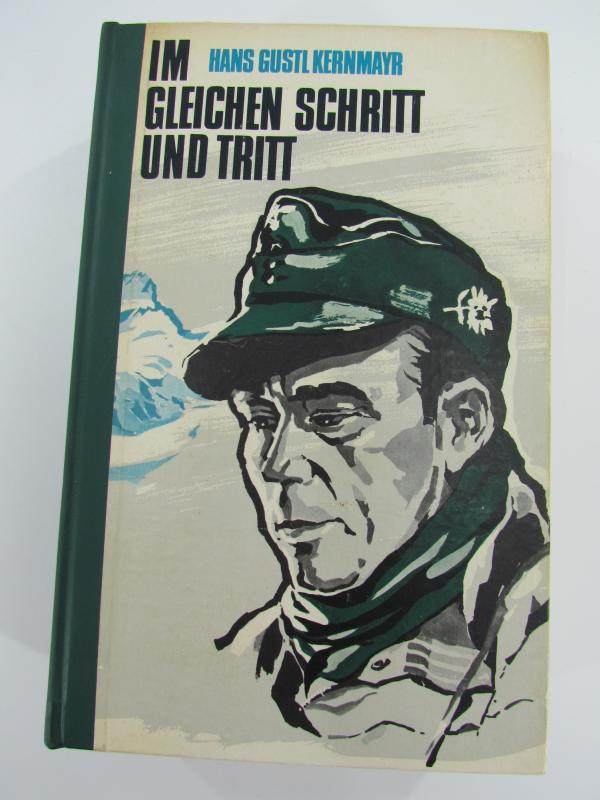 IM
HANS GUSTL KERNMAYR
GLEICHEN SCHRITT
UND TRITT